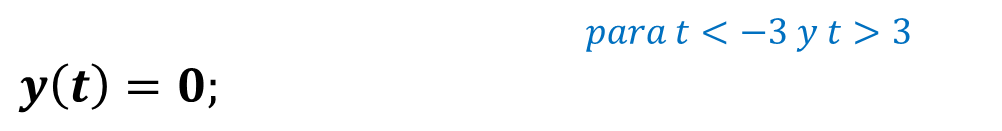 para t < −3 y t > 3
y(t) = 0;